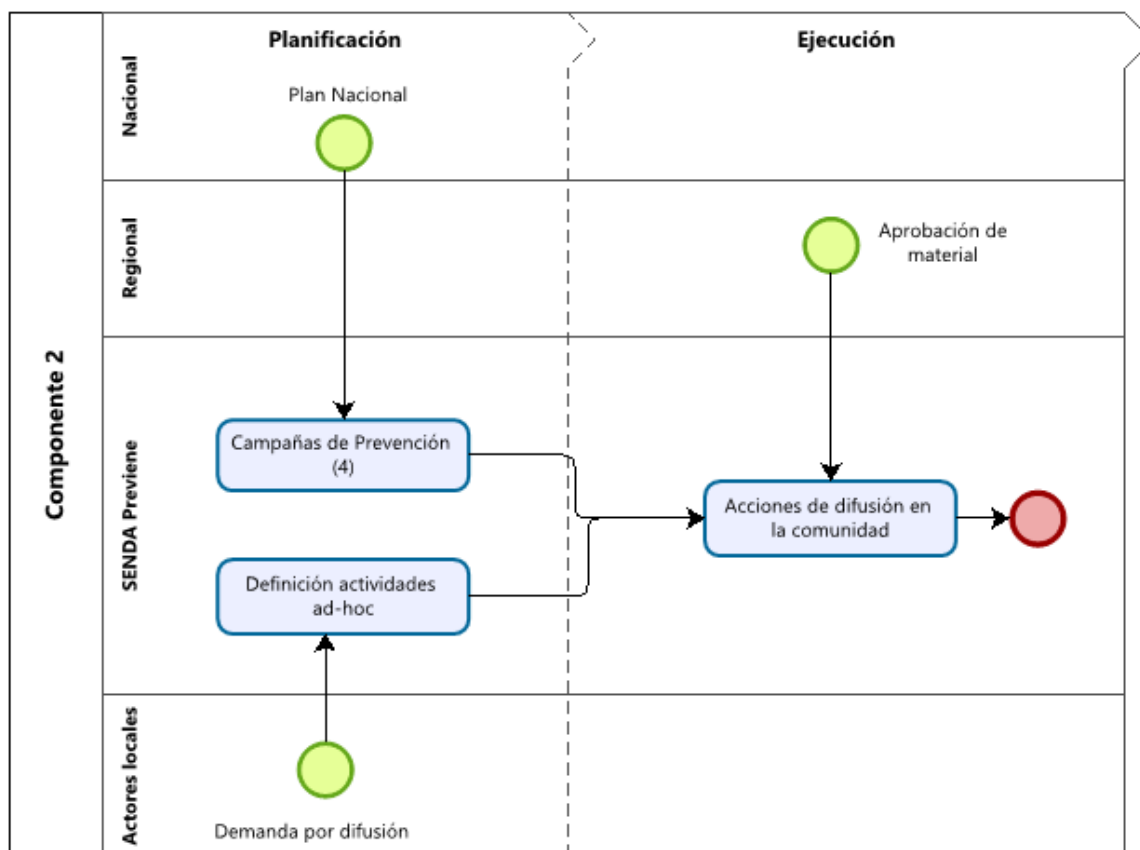 Planificación
Ejecución
Componente 2
Nacional
Plan Nacional
Regional
Aprobación de
material
SENDA Previene
Campañas de Prevención
(4)
Acciones de difusión en
la comunidad
Definición actividades
ad-hoc
Actores locales
Demanda por difusión